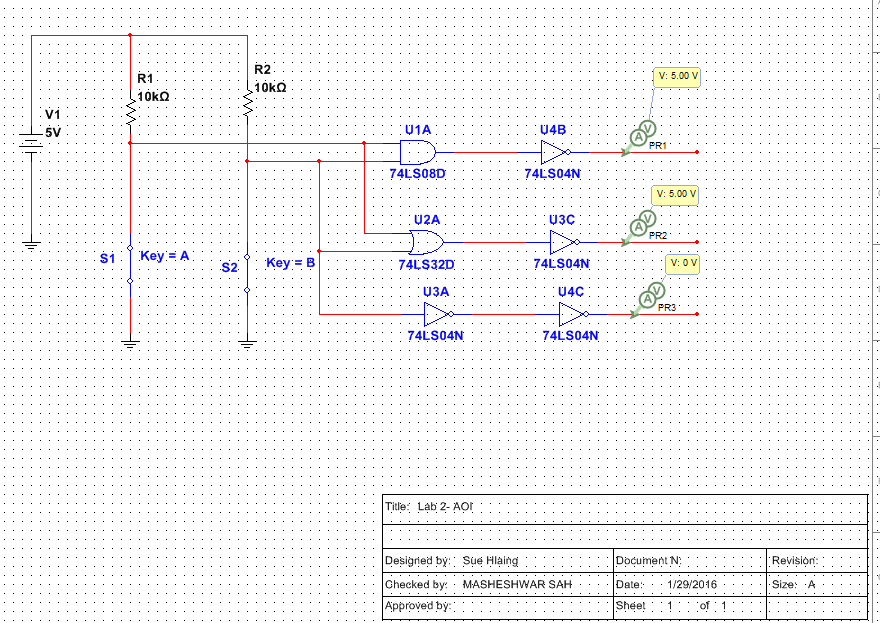 V: 5.00 V
R2
10kΩ
R1
10kΩ
V1
5V
U1A
U4B
PR1
74LS08D
74LS04N
V: 5.00 V
U2A
U3C
PR2
S1
Key = A
S2
Key = B
74LS32D
74LS04N
V: 0 V
U3A
U4C
PR3
74LS04N
74LS04N
Title: Lab 2- AOI
Designed by: Sue Hlaing
Document N:
Revision:
Checked by: MASHESHWAR SAH
Date: 1/29/2016
Size: A
Approved by:
Sheet 1 of 1